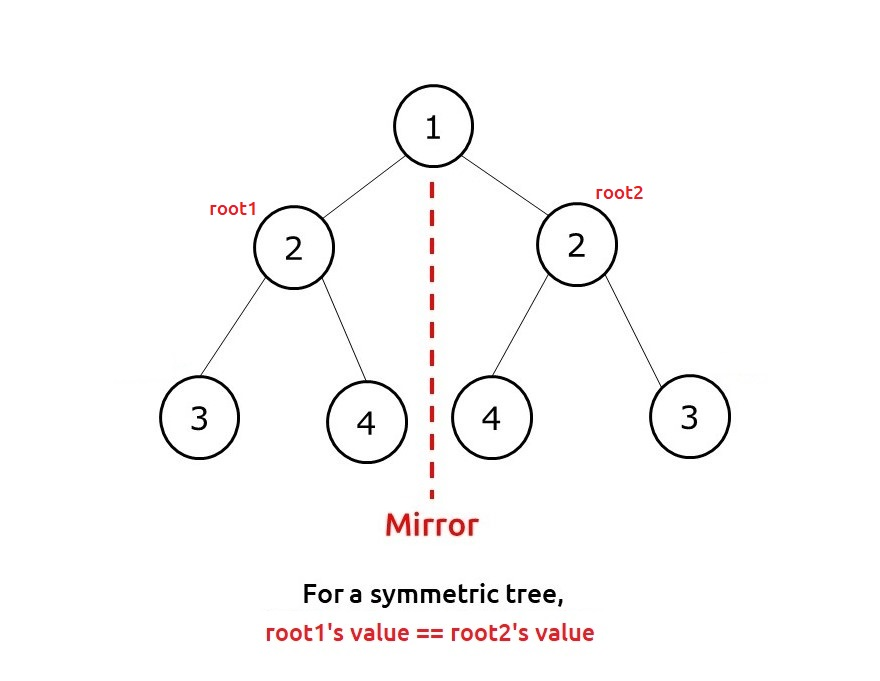 1
root1
root2
2
2
3
4
4
3
Mirror
For a symmetric tree,
root1's value == root2's value